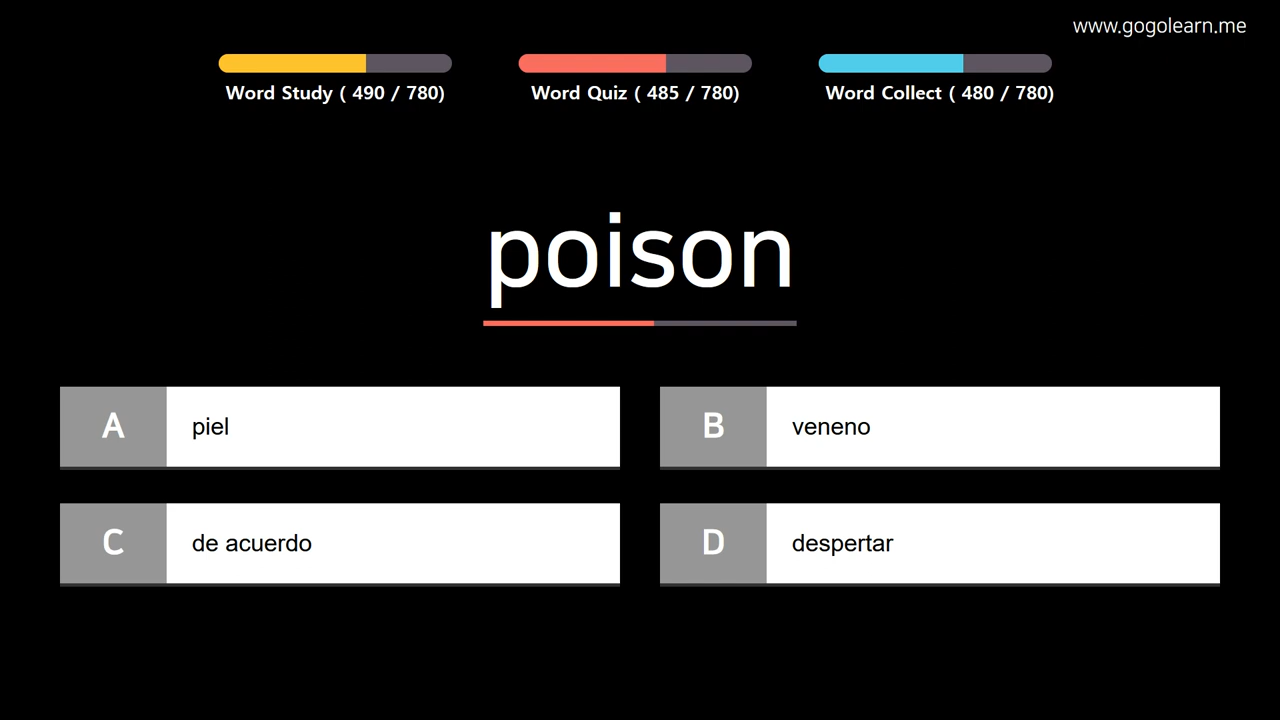 www.gogolearn.me
Word Study ( 490 / 780)
Word Quiz ( 485 / 780)
Word Collect ( 480 / 780)
poison
A piel
B veneno
C de acuerdo
D despertar